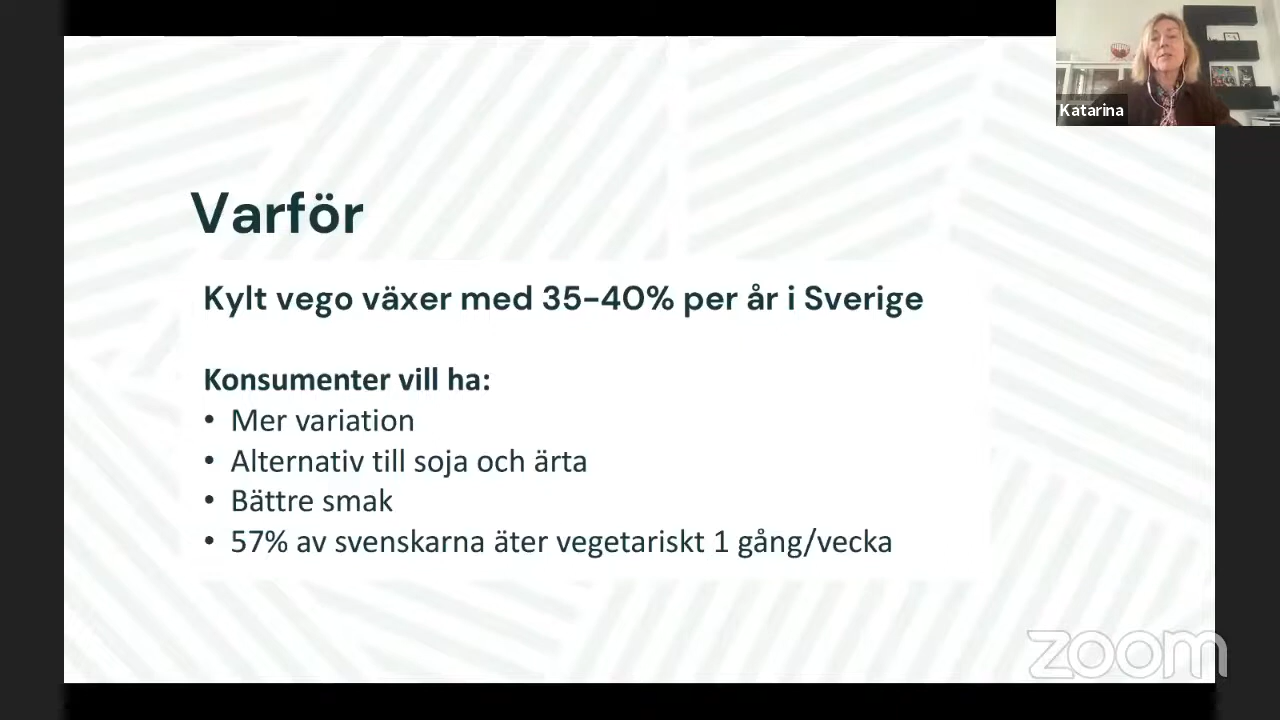 Katarina
Varför
Kylt vego växer med 35-40% per år i Sverige
Konsumenter vill ha:
• Mer variation
• Alternativ till soja och ärta
• Bättre smak
• 57% av svenskarna äter vegetariskt 1 gång/vecka
zoom